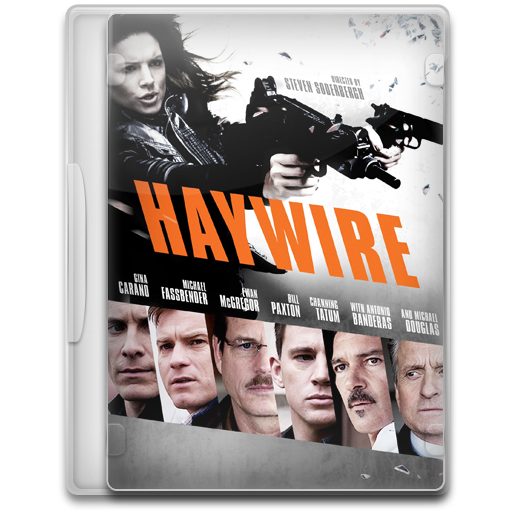 DIRECTED BY
STEVEN SODERBERGH
HAYWIRE
GINA
CARANO
MICHAEL
FASSBENDER
EWAN
McGREGOR
BILL
PAXTON
CHANNING
TATUM
WITH ANTONIO
BANDERAS
AND MICHAEL
DOUGLAS